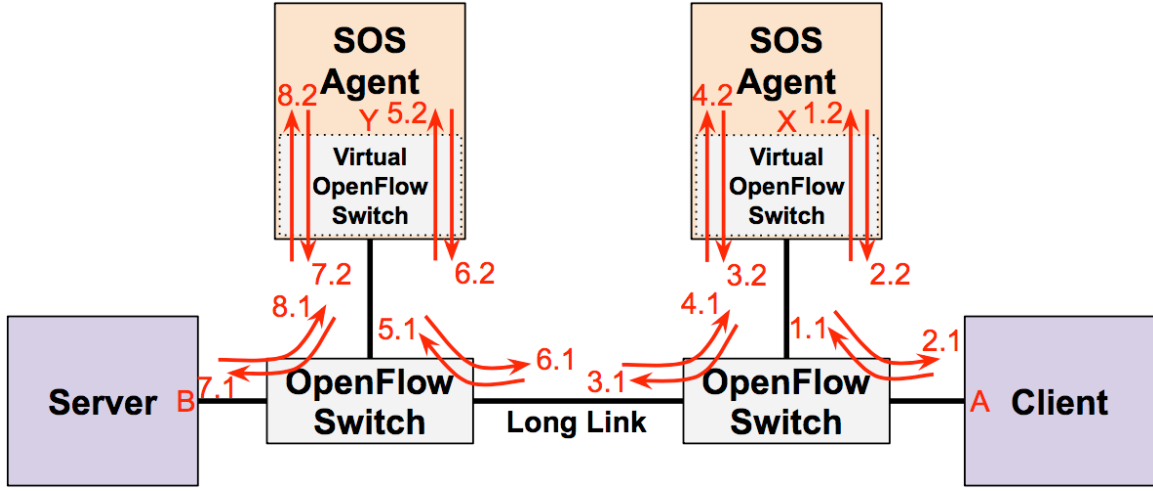 SOS
Agent
8.2
Y
5.2
Virtual
OpenFlow
Switch
7.2
6.2
8.1
5.1
6.1
7.1
Server
B
OpenFlow
Switch
Long Link
SOS
Agent
4.2
X
1.2
Virtual
OpenFlow
Switch
3.2
2.2
4.1
1.1
2.1
3.1
OpenFlow
Switch
A
Client